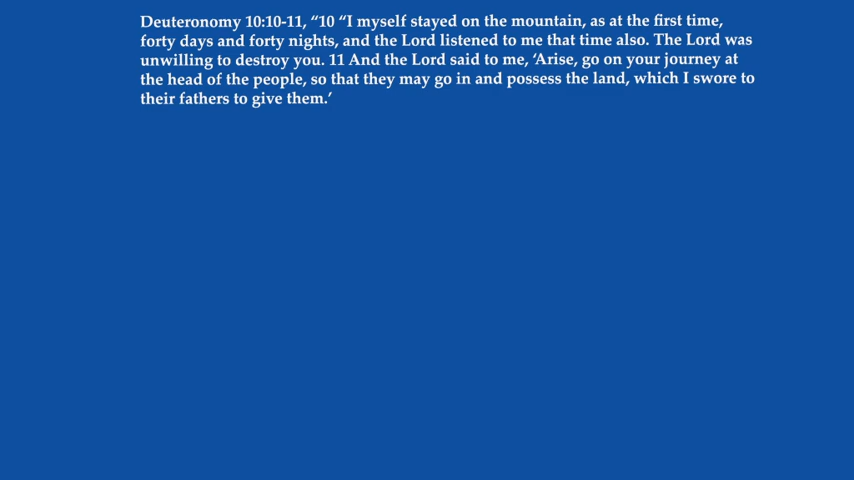 Deuteronomy 10:10-11, “10 “I myself stayed on the mountain, as at the first time,
forty days and forty nights, and the Lord listened to me that time also. The Lord was
unwilling to destroy you. 11 And the Lord said to me, ‘Arise, go on your journey at
the head of the people, so that they may go in and possess the land, which I swore to
their fathers to give them.’